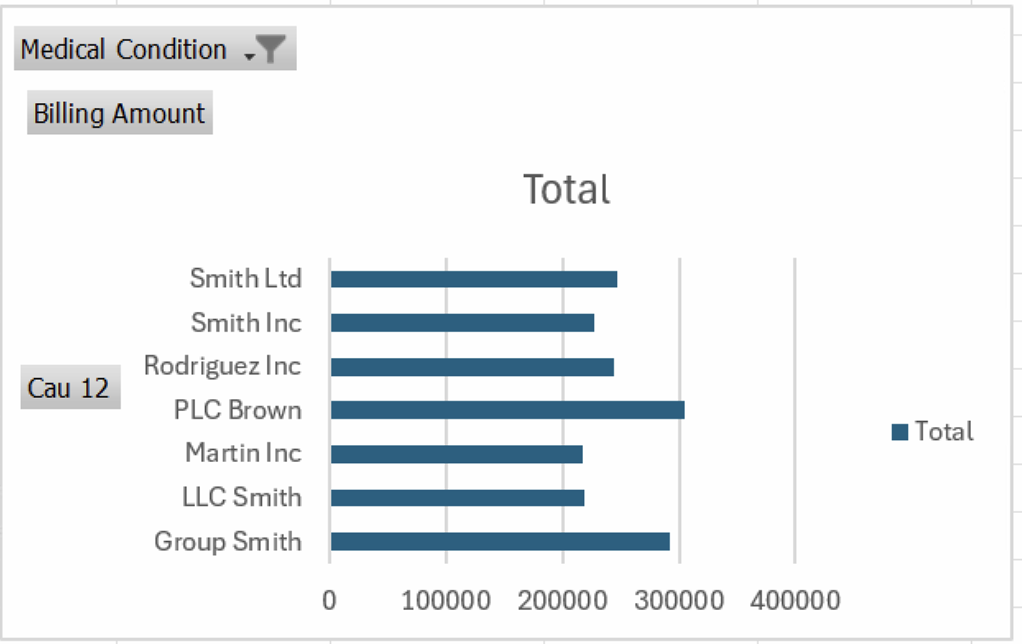 Medical Condition
Billing Amount
Total
Smith Ltd
Smith Inc
Rodriguez Inc
Cau 12
PLC Brown
Martin Inc
Total
LLC Smith
Group Smith
0 100000 200000 300000 400000